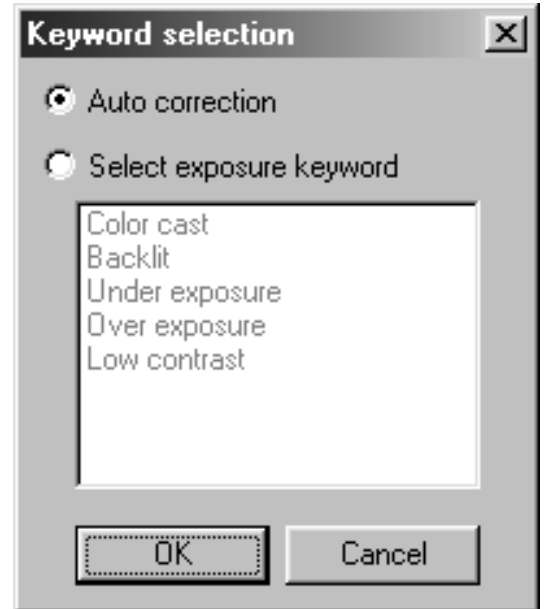 Keyword selection
Auto correction
Select exposure keyword
Color cast
Backlit
Under exposure
Over exposure
Low contrast
OK Cancel